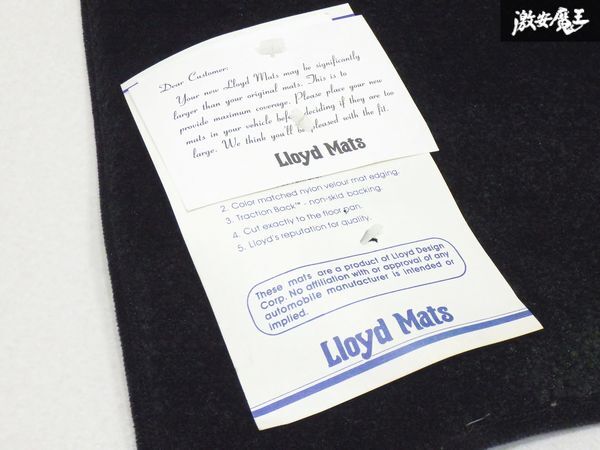 激安魔王
Dear Customer:
Your new Lloyd Mats may be significantly
larger than your original mats. This is to
provide maximum coverage. Please place your new
mats in your vehicle before deciding if they are too
large. We think you'll be pleased with the fit.
Lloyd Mats
2. Color matched nylon velour mat edging.
3. Traction Back™ - non-skid backing.
4. Cut exactly to the floor pan.
5. Lloyd's reputation for quality.
These mats are a product of Lloyd Design
Corp. No affiliation with or approval of any
automobile manufacturer is intended or
implied.
Lloyd Mats